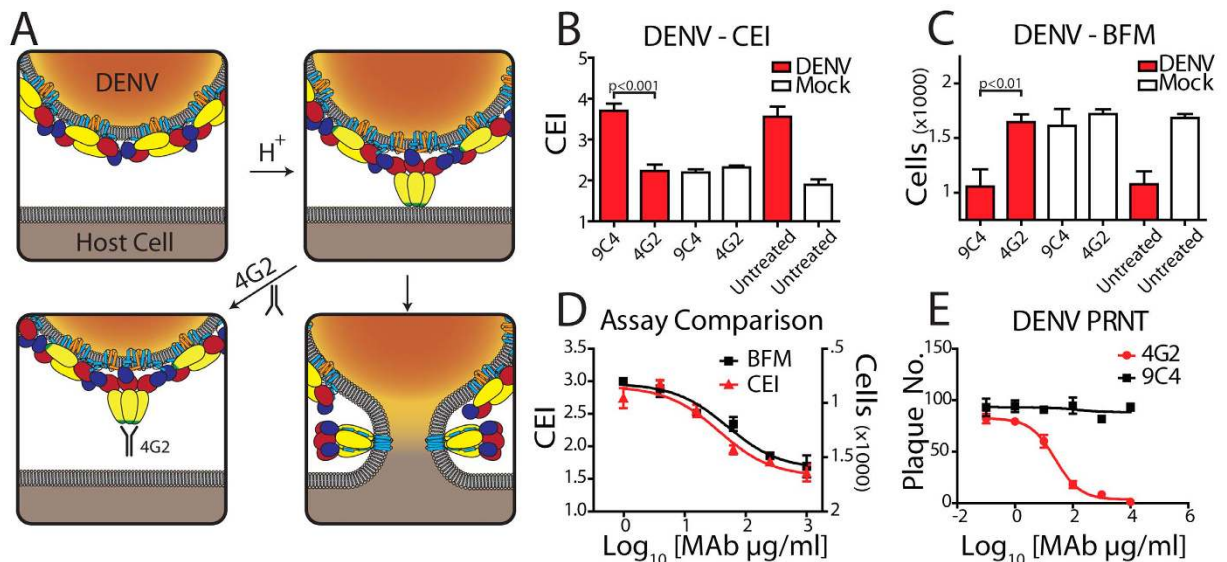 A
DENV
H+
Host Cell
4G2
4G2
B
DENV - CEI
DENV
Mock
p<0.001
CEI
5
4
3
2
1
9C4
4G2
9C4
4G2
Untreated
Untreated
C
DENV - BFM
DENV
Mock
p<0.01
Cells (x1000)
2
1.5
1
9C4
4G2
9C4
4G2
Untreated
Untreated
D
Assay Comparison
BFM
CEI
CEI
3.5
3.0
2.5
2.0
1.5
1.0
.5
1
1.5
2
Cells (x1000)
0 1 2 3
Log10 [MAb μg/ml]
E
DENV PRNT
4G2
9C4
Plaque No.
150
100
50
0
-2 0 2 4 6
Log10 [MAb μg/ml]